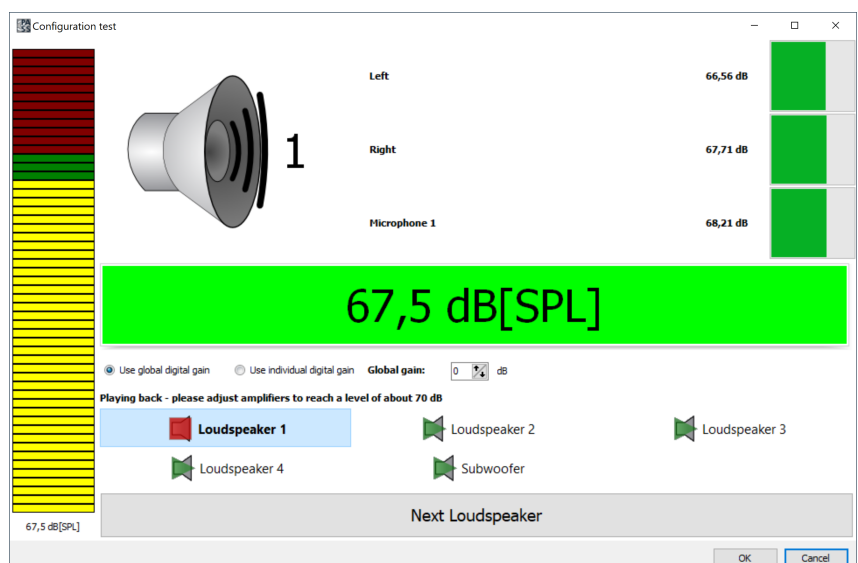 Configuration test
1
Left 66,56 dB
Right 67,71 dB
Microphone 1 68,21 dB
67,5 dB[SPL]
Use global digital gain Use individual digital gain Global gain: 0 dB
Playing back - please adjust amplifiers to reach a level of about 70 dB
Loudspeaker 1 Loudspeaker 2 Loudspeaker 3
Loudspeaker 4 Subwoofer
Next Loudspeaker
67,5 dB[SPL]
OK Cancel